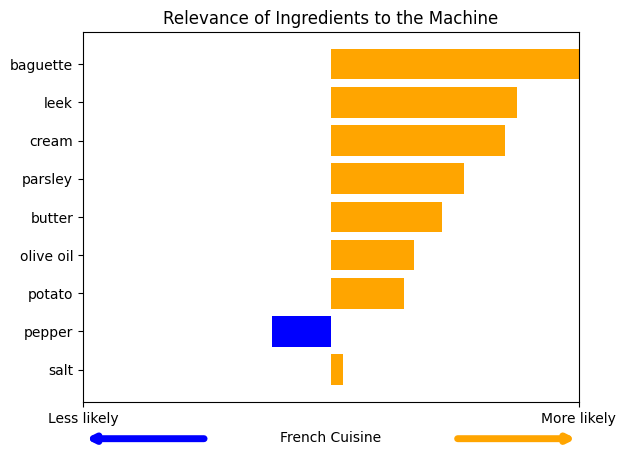 Relevance of Ingredients to the Machine
baguette
leek
cream
parsley
butter
olive oil
potato
pepper
salt
Less likely
More likely
French Cuisine